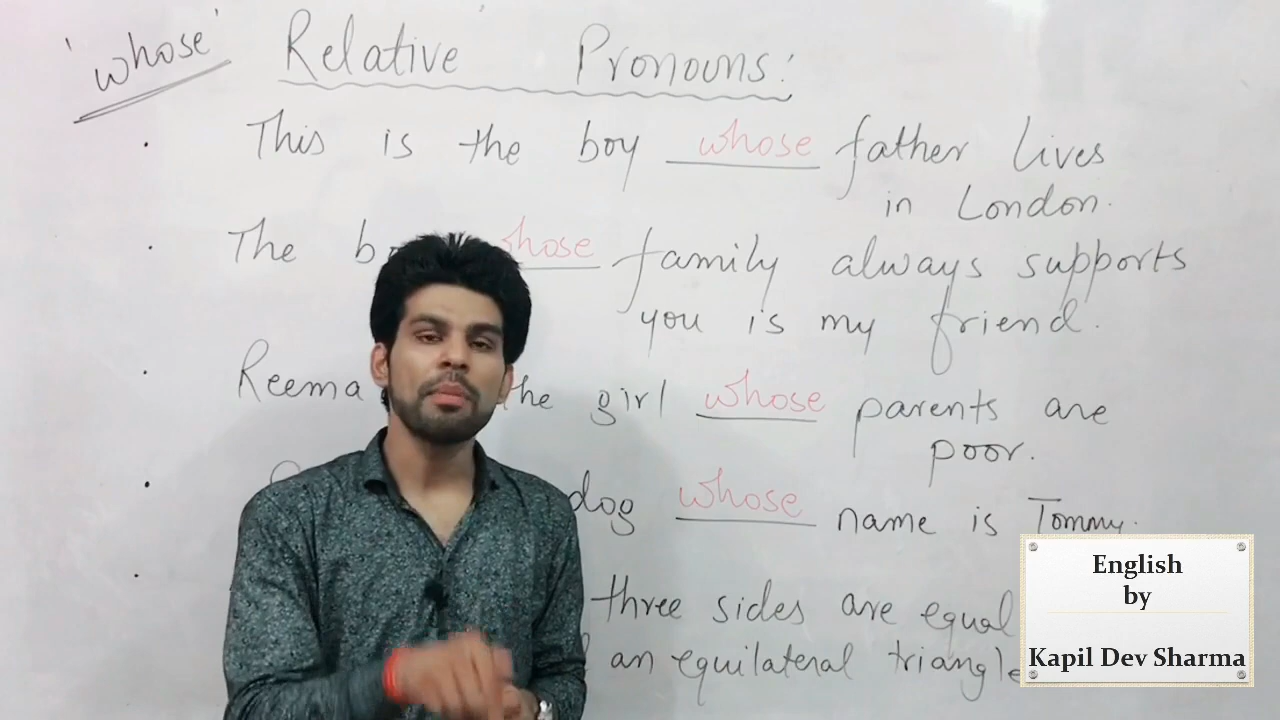 'whose' Relative Pronouns:
This is the boy whose father lives
in London.
The whose family always supports
you is my friend.
Reema the girl whose parents are
poor.
dog whose name is Tommy.
three sides are equal
an equilateral triangle
English
by
Kapil Dev Sharma